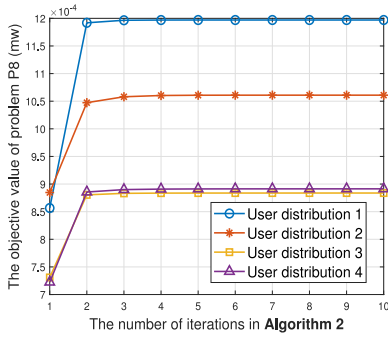 ×10⁻⁴
12
11.5
11
10.5
10
9.5
9
8.5
8
7.5
7
The objective value of problem P8 (mw)
User distribution 1
User distribution 2
User distribution 3
User distribution 4
1 2 3 4 5 6 7 8 9 10
The number of iterations in Algorithm 2